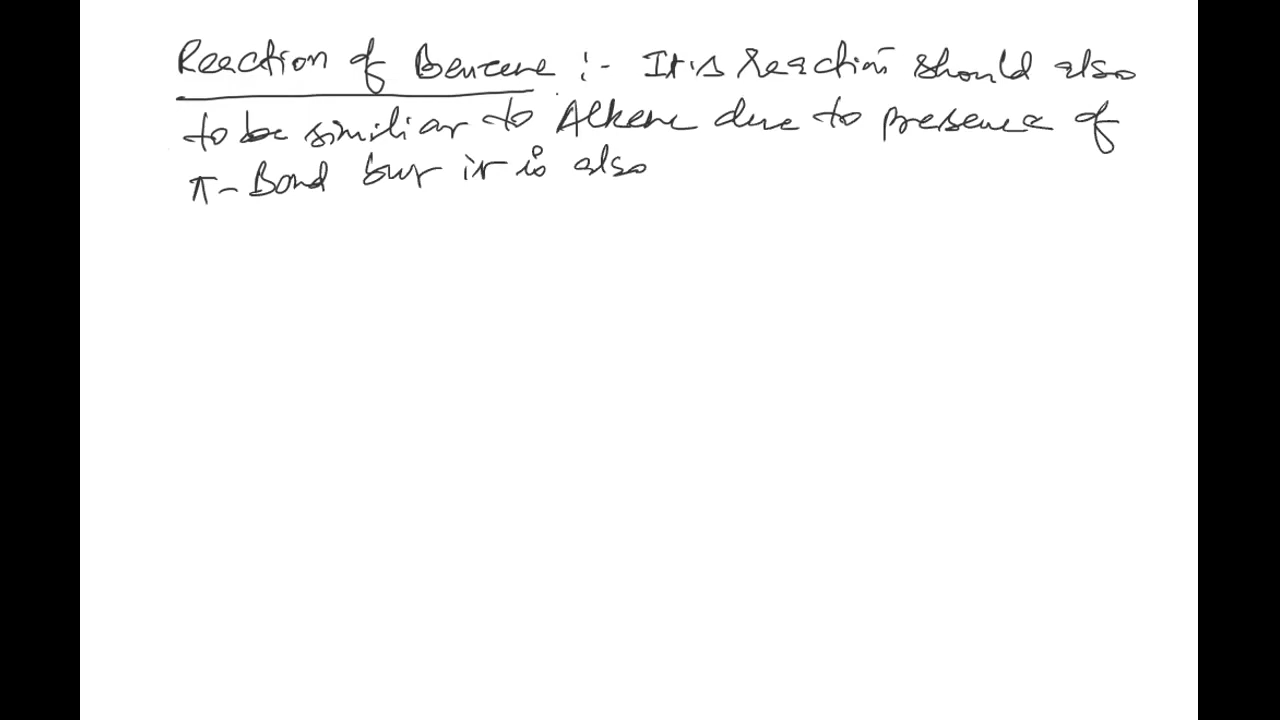 Reaction of Benzene :- It's Reaction should also
to be similiar to Alkene due to presence of
π-Bond but it is also